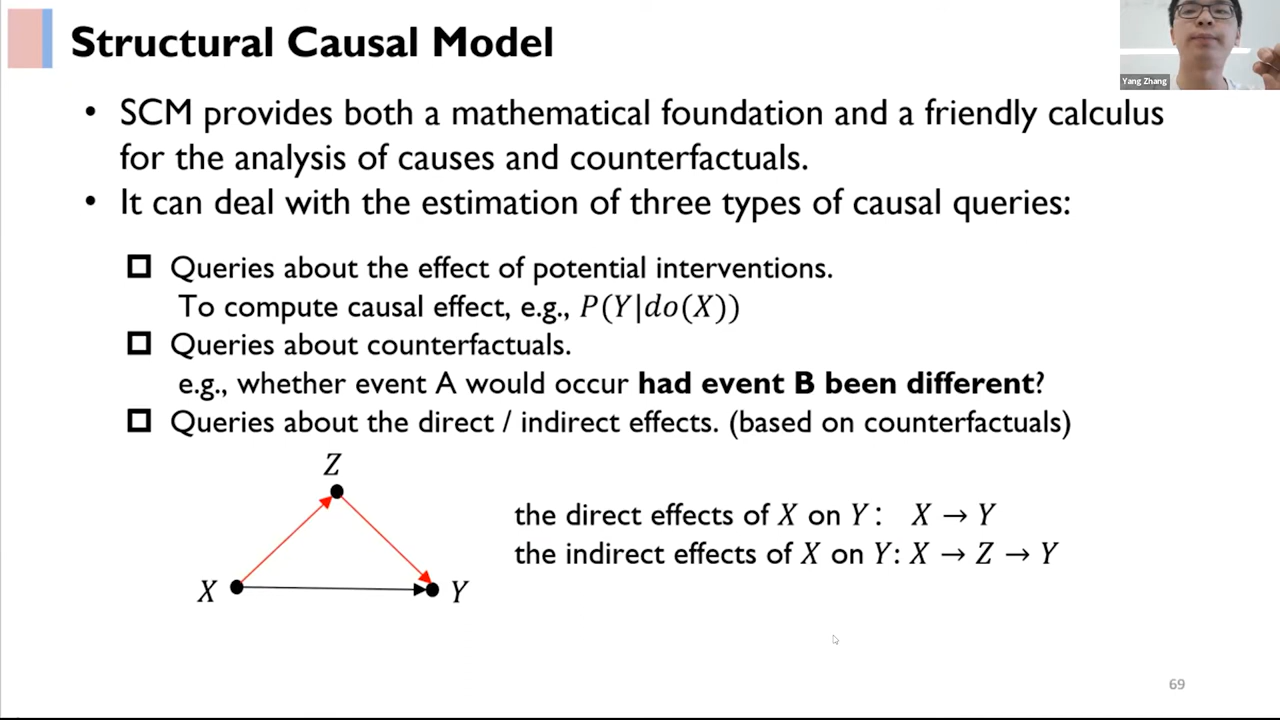 Structural Causal Model
Yang Zhang
• SCM provides both a mathematical foundation and a friendly calculus
for the analysis of causes and counterfactuals.
• It can deal with the estimation of three types of causal queries:
Queries about the effect of potential interventions.
To compute causal effect, e.g., P(Y|do(X))
Queries about counterfactuals.
e.g., whether event A would occur had event B been different?
Queries about the direct / indirect effects. (based on counterfactuals)
Z
X
Y
the direct effects of X on Y: X → Y
the indirect effects of X on Y: X → Z → Y
69